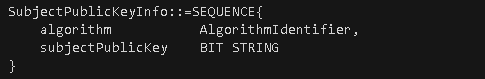 SubjectPublicKeyInfo::=SEQUENCE{
    algorithm         AlgorithmIdentifier,
    subjectPublicKey    BIT STRING
}